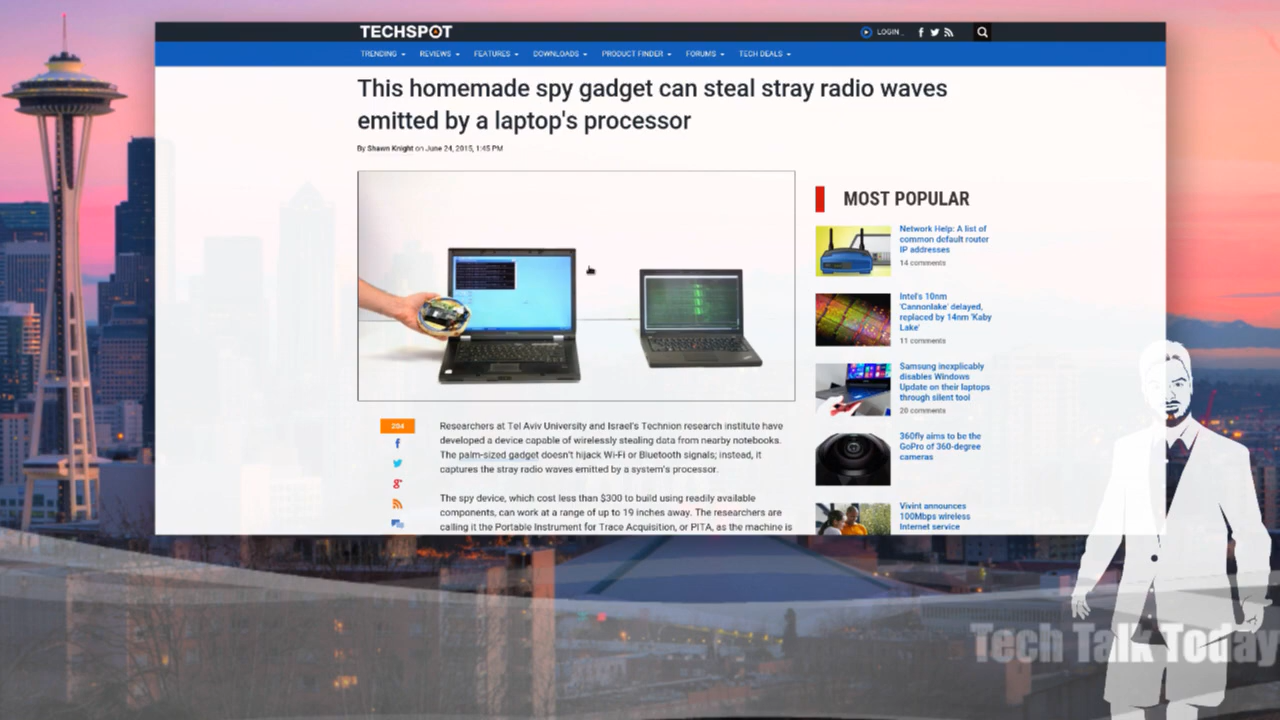 TECHSPOT
LOGIN
TRENDING REVIEWS FEATURES DOWNLOADS PRODUCT FINDER FORUMS TECH DEALS
This homemade spy gadget can steal stray radio waves
emitted by a laptop's processor
By Shawn Knight on June 24, 2015, 1:45 PM
MOST POPULAR
Network Help: A list of
common default router
IP addresses
14 comments
Intel's 10nm
'Cannonlake' delayed,
replaced by 14nm 'Kaby
Lake'
11 comments
Samsung inexplicably
disables Windows
Update on their laptops
through silent tool
20 comments
360fly aims to be the
GoPro of 360-degree
cameras
Vivint announces
100Mbps wireless
Internet service
204
Researchers at Tel Aviv University and Israel's Technion research institute have
developed a device capable of wirelessly stealing data from nearby notebooks.
The palm-sized gadget doesn't hijack Wi-Fi or Bluetooth signals; instead, it
captures the stray radio waves emitted by a system's processor.
The spy device, which cost less than $300 to build using readily available
components, can work at a range of up to 19 inches away. The researchers are
calling it the Portable Instrument for Trace Acquisition, or PITA, as the machine is
Tech Talk Today